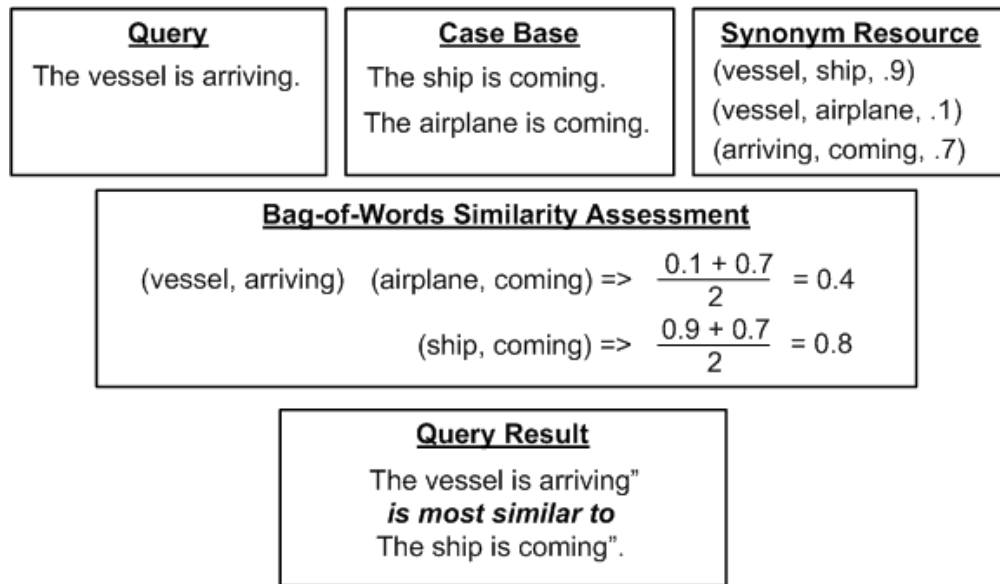 Query
The vessel is arriving.
Case Base
The ship is coming.
The airplane is coming.
Synonym Resource
(vessel, ship, .9)
(vessel, airplane, .1)
(arriving, coming, .7)
Bag-of-Words Similarity Assessment
(vessel, arriving) (airplane, coming) => 0.1 + 0.7 / 2 = 0.4
(ship, coming) => 0.9 + 0.7 / 2 = 0.8
Query Result
The vessel is arriving”
is most similar to
The ship is coming”.